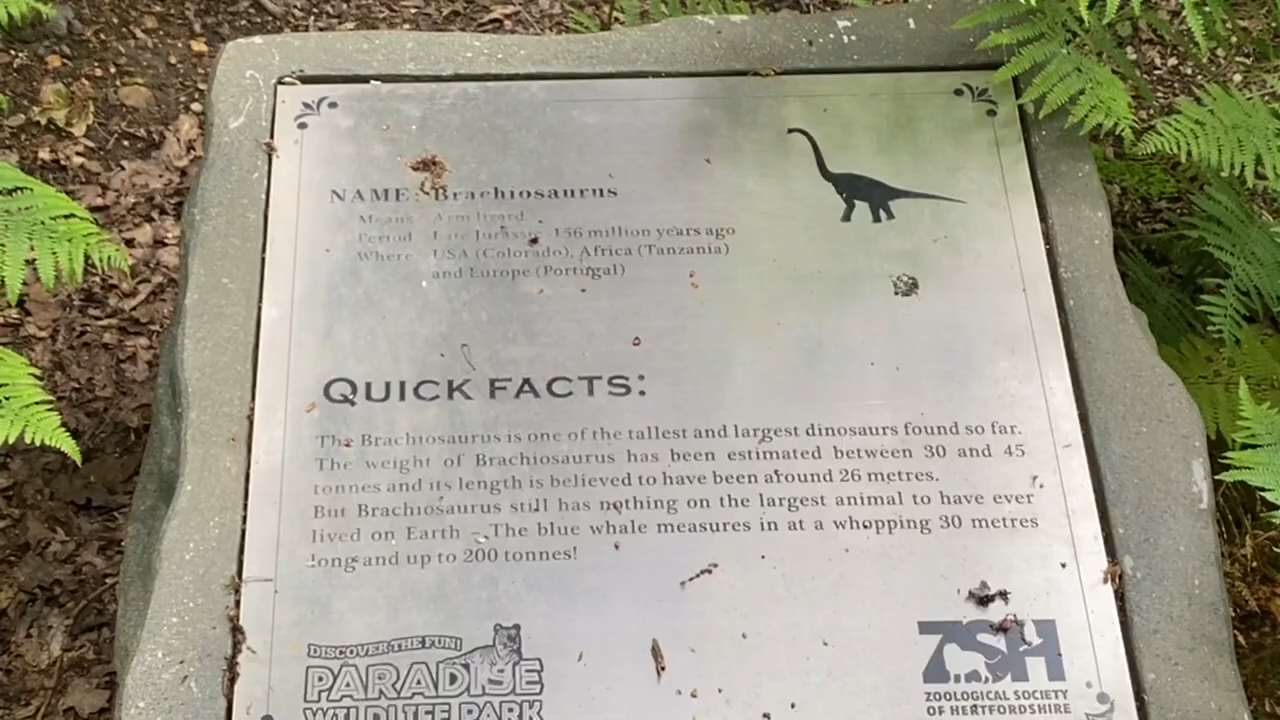 NAME: Brachiosaurus
Means Arm lizard
Period Late Jurassic 156 million years ago
Where USA (Colorado), Africa (Tanzania)
and Europe (Portugal)
QUICK FACTS:
The Brachiosaurus is one of the tallest and largest dinosaurs found so far.
The weight of Brachiosaurus has been estimated between 30 and 45
tonnes and its length is believed to have been around 26 metres.
But Brachiosaurus still has nothing on the largest animal to have ever
lived on Earth – The blue whale measures in at a whopping 30 metres
long and up to 200 tonnes!
DISCOVER THE FUN!
PARADISE
WILDLIFE PARK
ZSH
ZOOLOGICAL SOCIETY
OF HERTFORDSHIRE